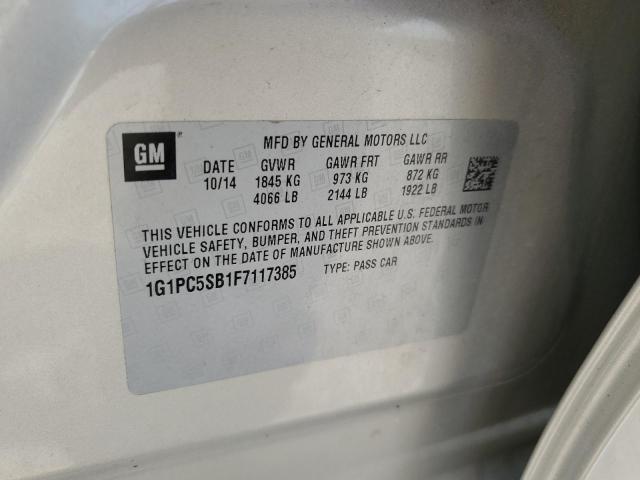 GM
MFD BY GENERAL MOTORS LLC
DATE GVWR GAWR FRT GAWR RR
10/14 1845 KG 973 KG 872 KG
4066 LB 2144 LB 1922 LB
THIS VEHICLE CONFORMS TO ALL APPLICABLE U.S. FEDERAL MOTOR
VEHICLE SAFETY, BUMPER, AND THEFT PREVENTION STANDARDS IN
EFFECT ON THE DATE OF MANUFACTURE SHOWN ABOVE.
1G1PC5SB1F7117385 TYPE: PASS CAR